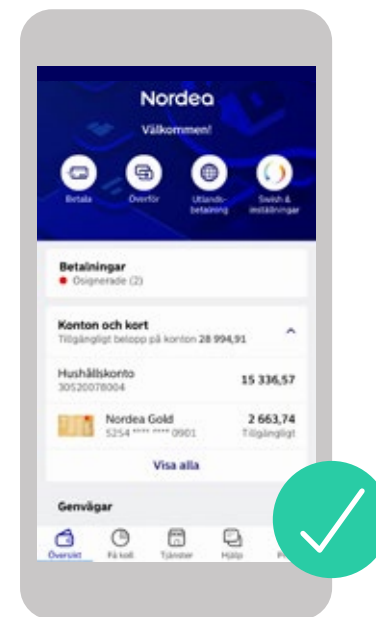 Nordea
Välkommen!
Betala
Överför
Utlands-
betalning
Swish &
inställningar
Betalningar
Osignerade (2)
Konton och kort
Tillgängligt belopp på konton 28 994,91
Hushållskonto
30520078004
15 336,57
Nordea Gold
5254 **** **** 0901
2 663,74
Tillgängligt
Visa alla
Genvägar
Översikt
På koll
Tjänster
Hjälp